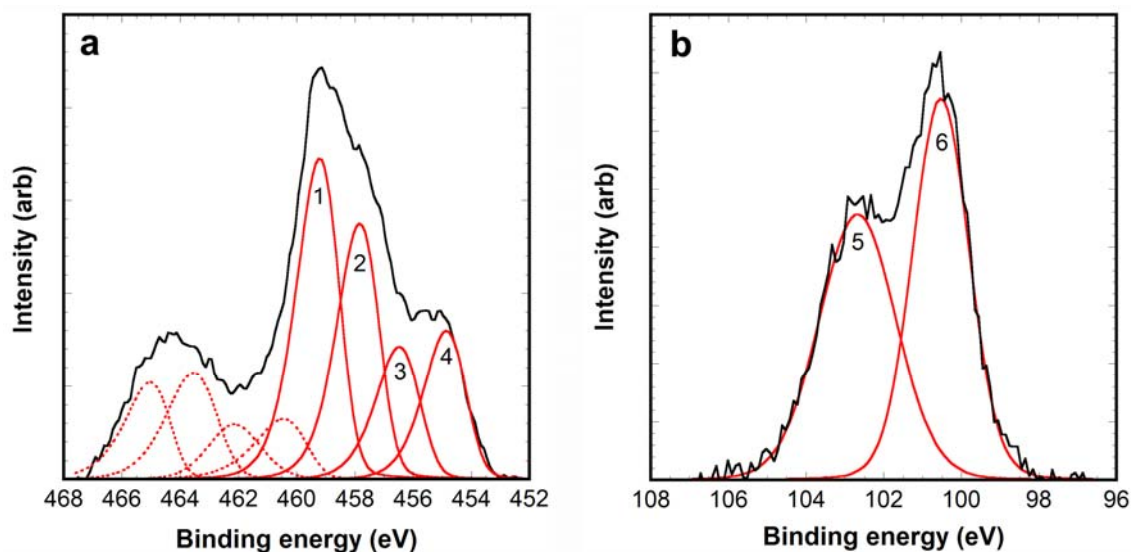 a
Intensity (arb)
1
2
3
4
468 466 464 462 460 458 456 454 452
Binding energy (eV)
b
Intensity (arb)
5
6
108 106 104 102 100 98 96
Binding energy (eV)